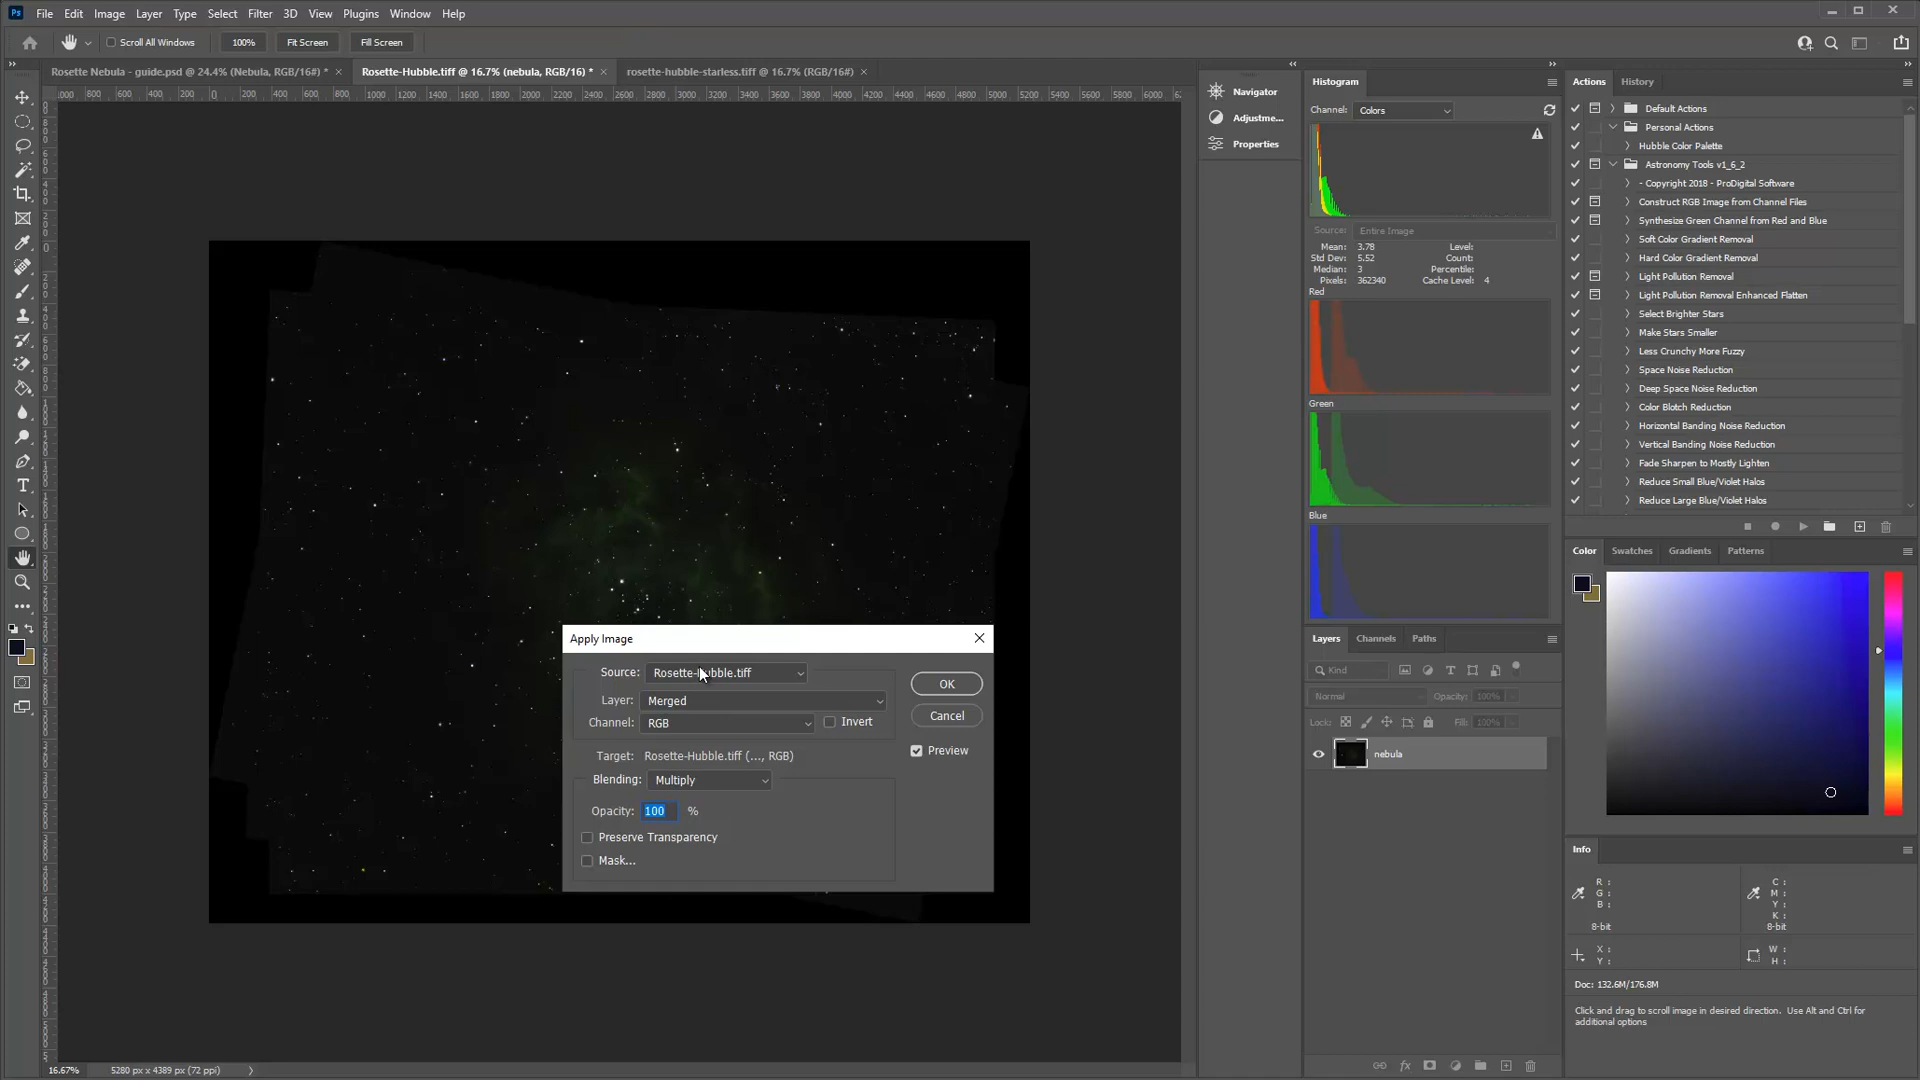 Ps File Edit Image Layer Type Select Filter 3D View Plugins Window Help
Scroll All Windows 100% Fit Screen Fill Screen
Rosette Nebula - guide.psd @ 24.4% (Nebula, RGB/16#) * × Rosette-Hubble.tiff @ 16.7% (nebula, RGB/16) * × rosette-hubble-starless.tiff @ 16.7% (RGB/16#) ×
Navigator
Adjustme...
Properties
Histogram
Channel: Colors
Source: Entire Image
Mean: 3.78 Level:
Std Dev: 5.52 Count:
Median: 3 Percentile:
Pixels: 362340 Cache Level: 4
Red
Green
Blue
Actions History
Default Actions
Personal Actions
Hubble Color Palette
Astronomy Tools v1_6_2
- Copyright 2018 - ProDigital Software
Construct RGB Image from Channel Files
Synthesize Green Channel from Red and Blue
Soft Color Gradient Removal
Hard Color Gradient Removal
Light Pollution Removal
Light Pollution Removal Enhanced Flatten
Select Brighter Stars
Make Stars Smaller
Less Crunchy More Fuzzy
Space Noise Reduction
Deep Space Noise Reduction
Color Blotch Reduction
Horizontal Banding Noise Reduction
Vertical Banding Noise Reduction
Fade Sharpen to Mostly Lighten
Reduce Small Blue/Violet Halos
Reduce Large Blue/Violet Halos
Color Swatches Gradients Patterns
Apply Image
Source: Rosette-Hubble.tiff
Layer: Merged
Channel: RGB Invert
Target: Rosette-Hubble.tiff (..., RGB)
Blending: Multiply
Opacity: 100 %
Preserve Transparency
Mask...
OK
Cancel
Preview
Layers Channels Paths
Kind
Normal Opacity: 100%
Lock: Fill: 100%
nebula
Info
R : C :
G : M :
B : Y :
K :
8-bit 8-bit
X : W :
Y : H :
Doc: 132.6M/176.8M
Click and drag to scroll image in desired direction. Use Alt and Ctrl for
additional options
16.67% 5280 px x 4389 px (72 ppi)